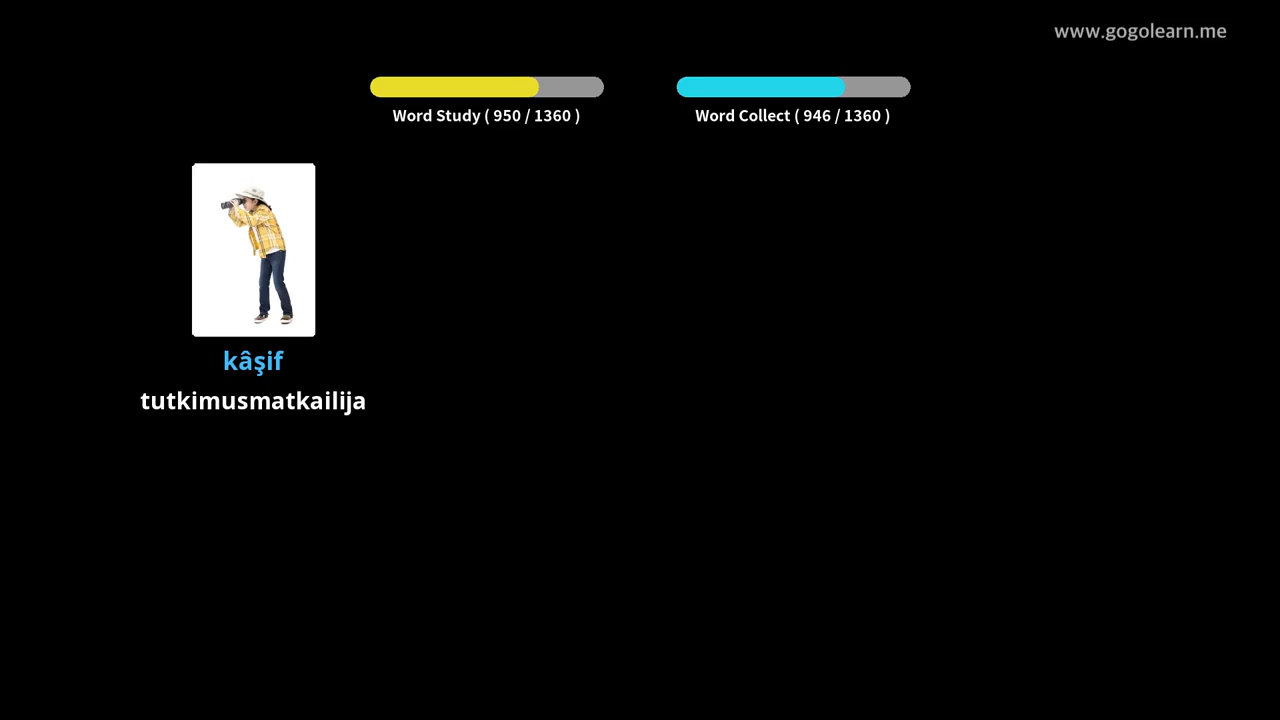 www.gogolearn.me
Word Study ( 950 / 1360 )
Word Collect ( 946 / 1360 )
kâşif
tutkimusmatkailija